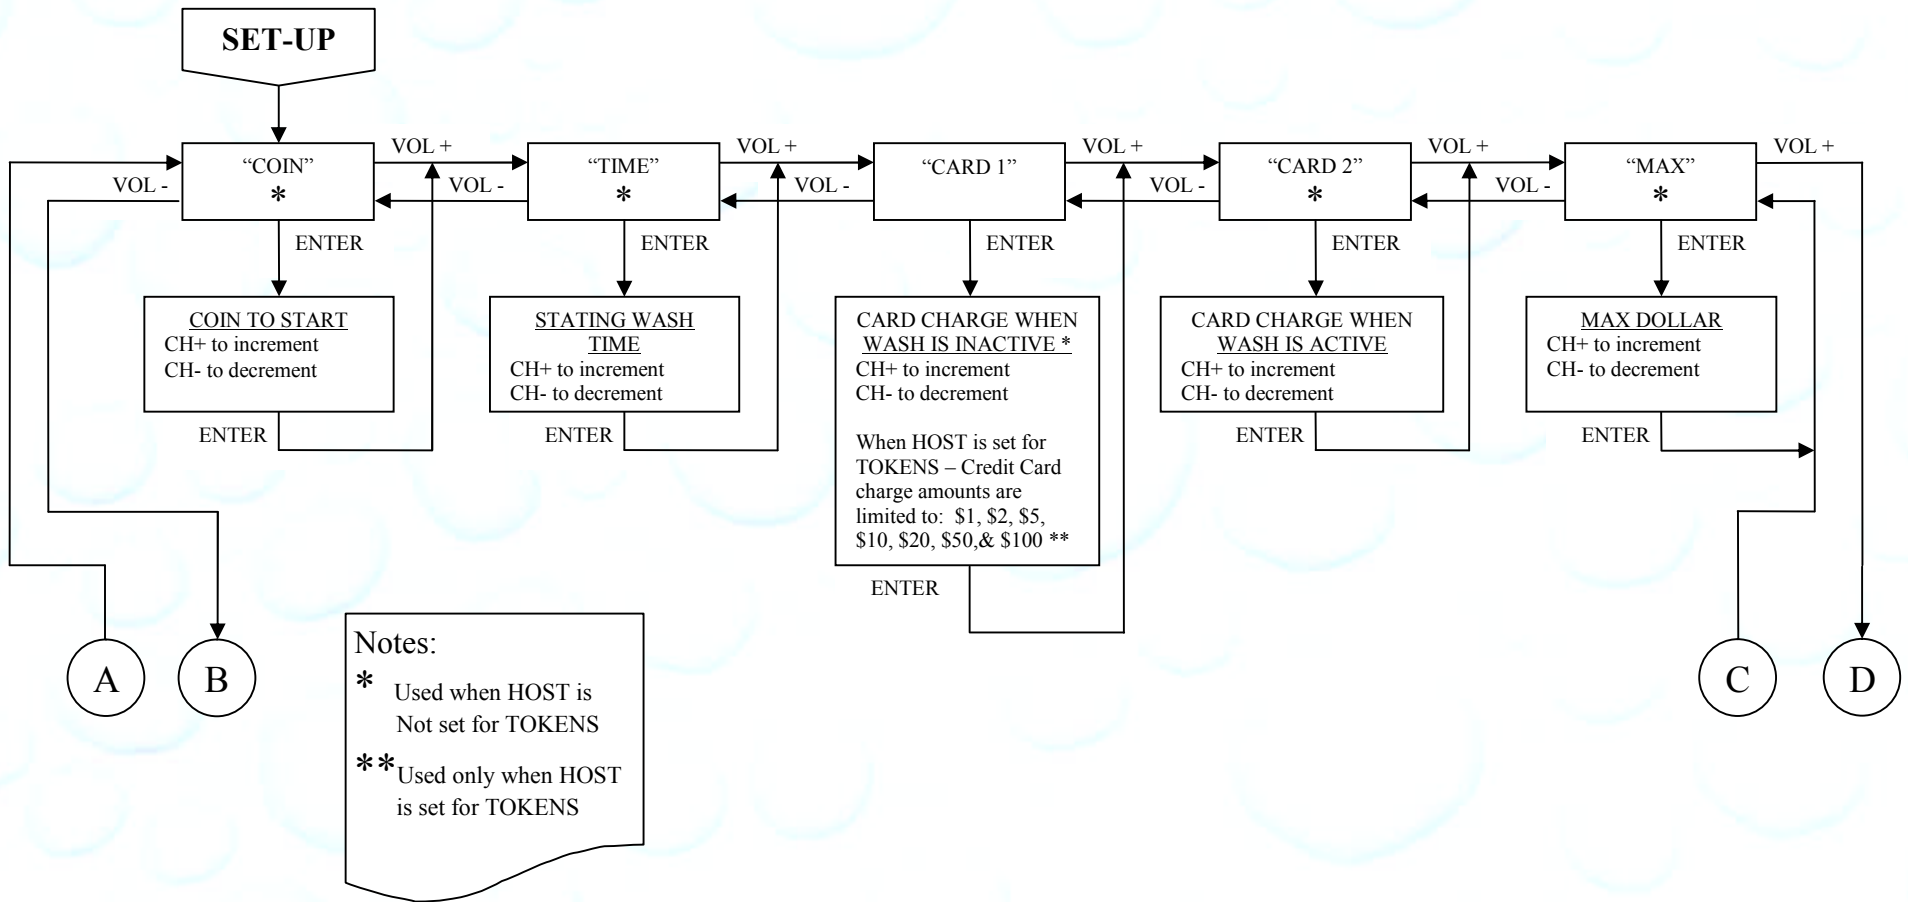 SET-UP
VOL +
VOL +
VOL +
VOL +
VOL +
“COIN”
*
“TIME”
*
“CARD 1”
“CARD 2”
*
“MAX”
*
VOL -
VOL -
VOL -
VOL -
VOL -
ENTER
ENTER
ENTER
ENTER
ENTER
COIN TO START
CH+ to increment
CH- to decrement
ENTER
STATING WASH
TIME
CH+ to increment
CH- to decrement
ENTER
CARD CHARGE WHEN
WASH IS INACTIVE *
CH+ to increment
CH- to decrement
When HOST is set for
TOKENS – Credit Card
charge amounts are
limited to: $1, $2, $5,
$10, $20, $50,& $100 **
ENTER
CARD CHARGE WHEN
WASH IS ACTIVE
CH+ to increment
CH- to decrement
ENTER
MAX DOLLAR
CH+ to increment
CH- to decrement
ENTER
A
B
Notes:
* Used when HOST is
Not set for TOKENS
** Used only when HOST
is set for TOKENS
C
D